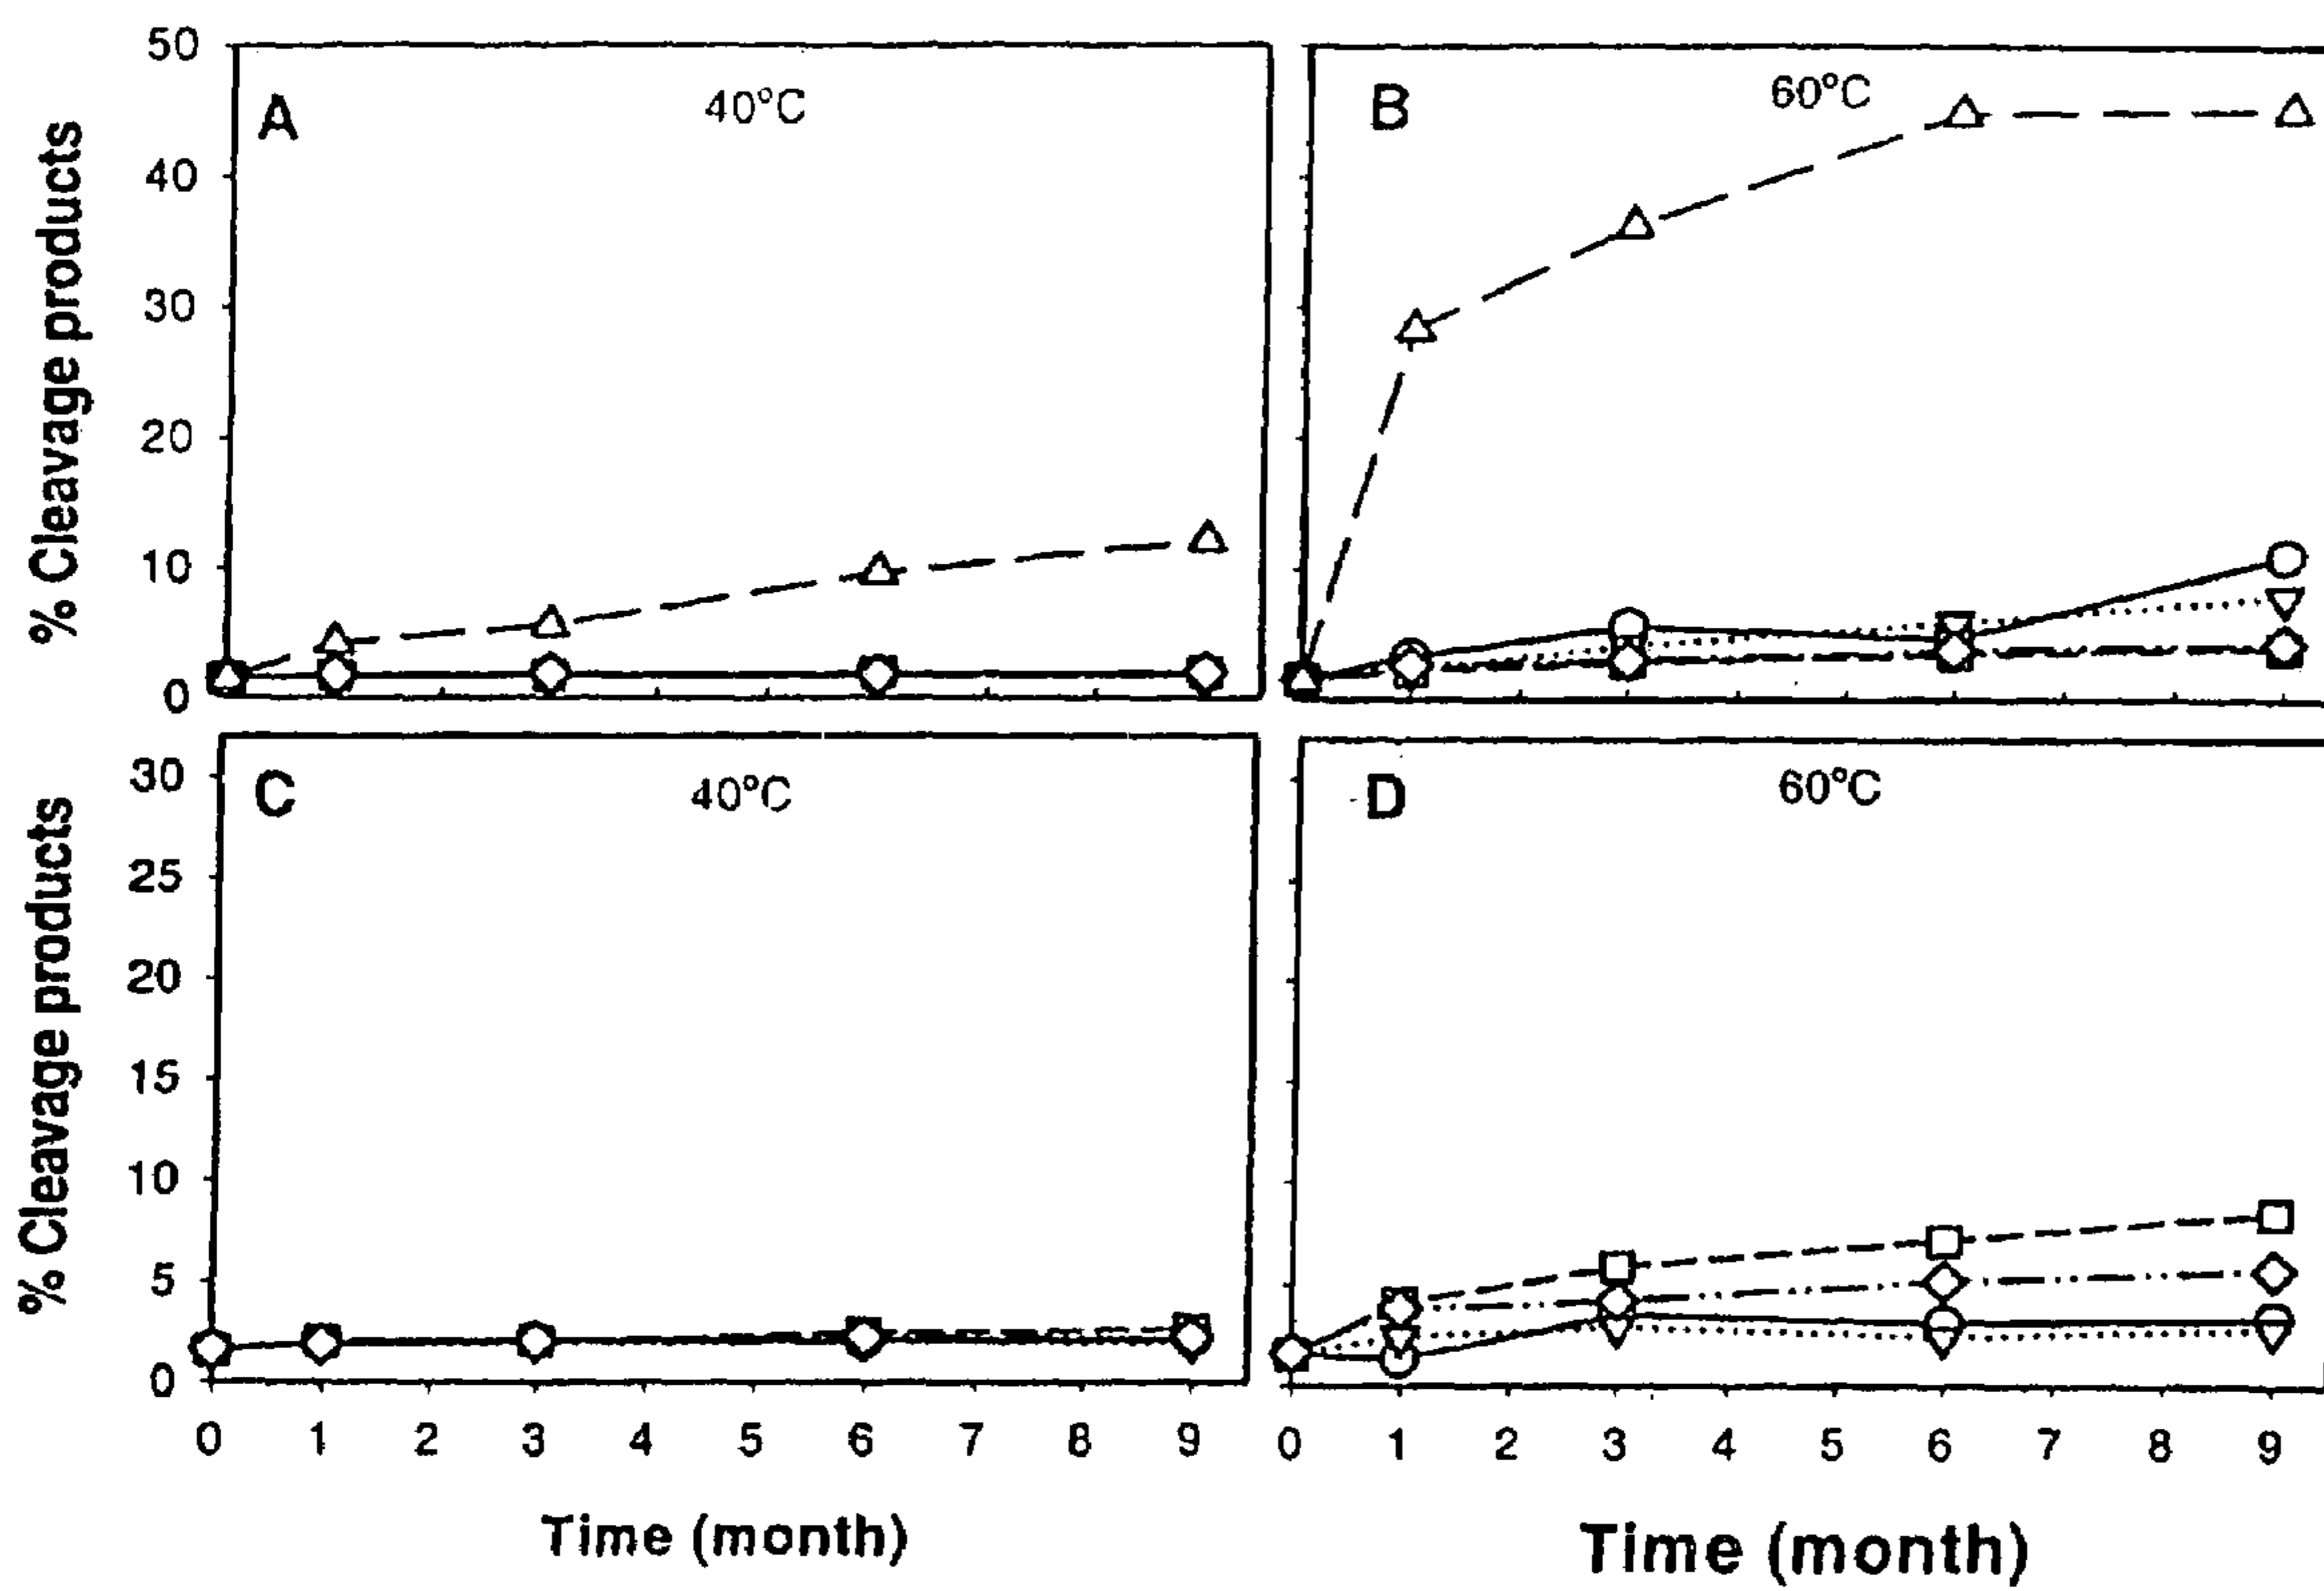 50
40
30
20
10
0
% Cleavage products
A
40°C
B
60°C
30
25
20
15
10
5
0
% Cleavage products
C
40°C
D
60°C
0 1 2 3 4 5 6 7 8 9
0 1 2 3 4 5 6 7 8 9
Time (month)
Time (month)